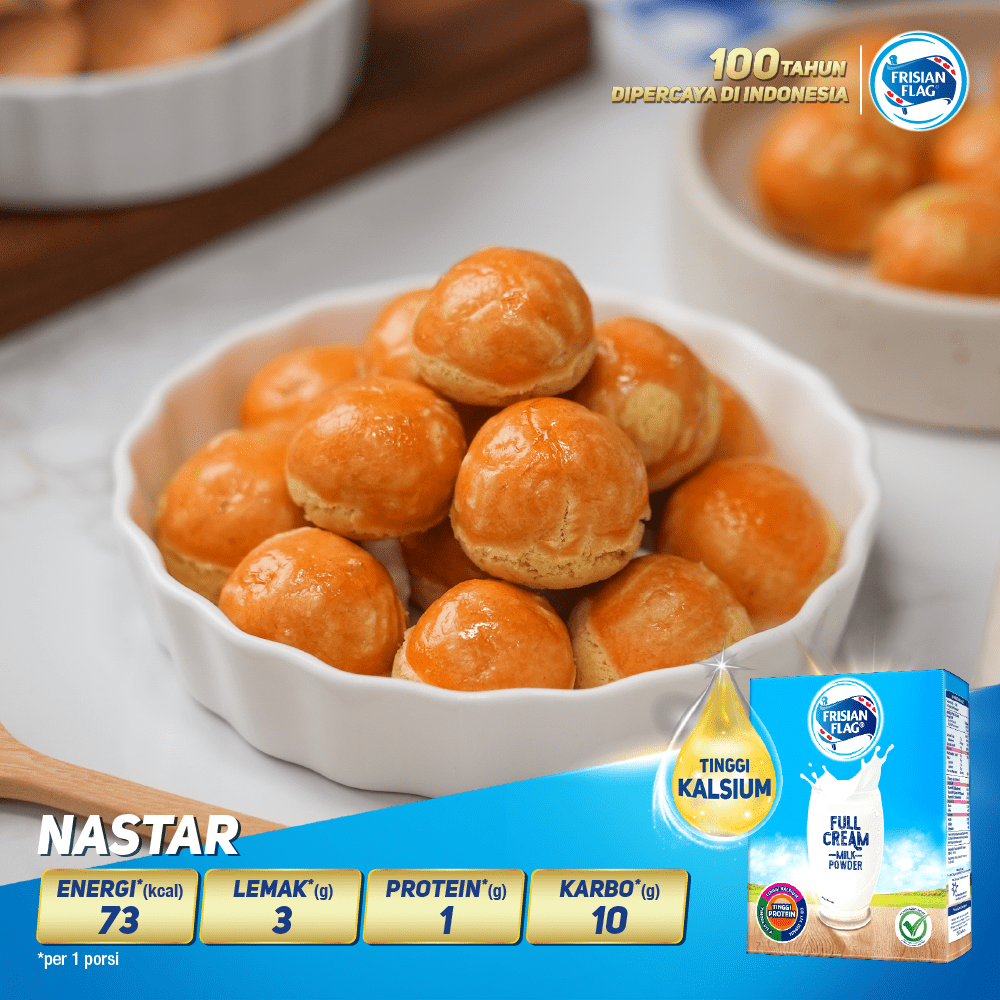 100 TAHUN
DIPERCAYA DI INDONESIA
FRISIAN
FLAG®
NASTAR
ENERGI*(kcal)
73
LEMAK*(g)
3
PROTEIN*(g)
1
KARBO*(g)
10
*per 1 porsi
TINGGI
KALSIUM
FRISIAN
FLAG®
FULL
CREAM
MILK
POWDER
TINGGI
PROTEIN